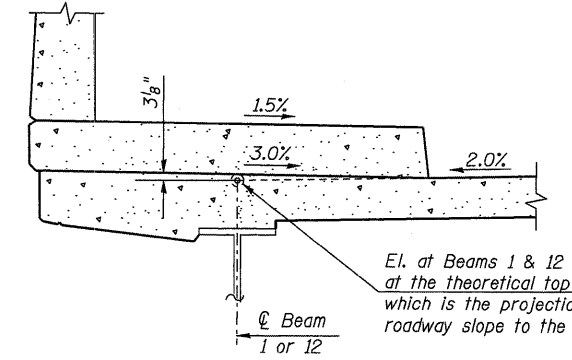 3⅛"
1.5%
3.0%
2.0%
El. at Beams 1 & 12
at the theoretical top
which is the projectio
roadway slope to the
℄ Beam
1 or 12